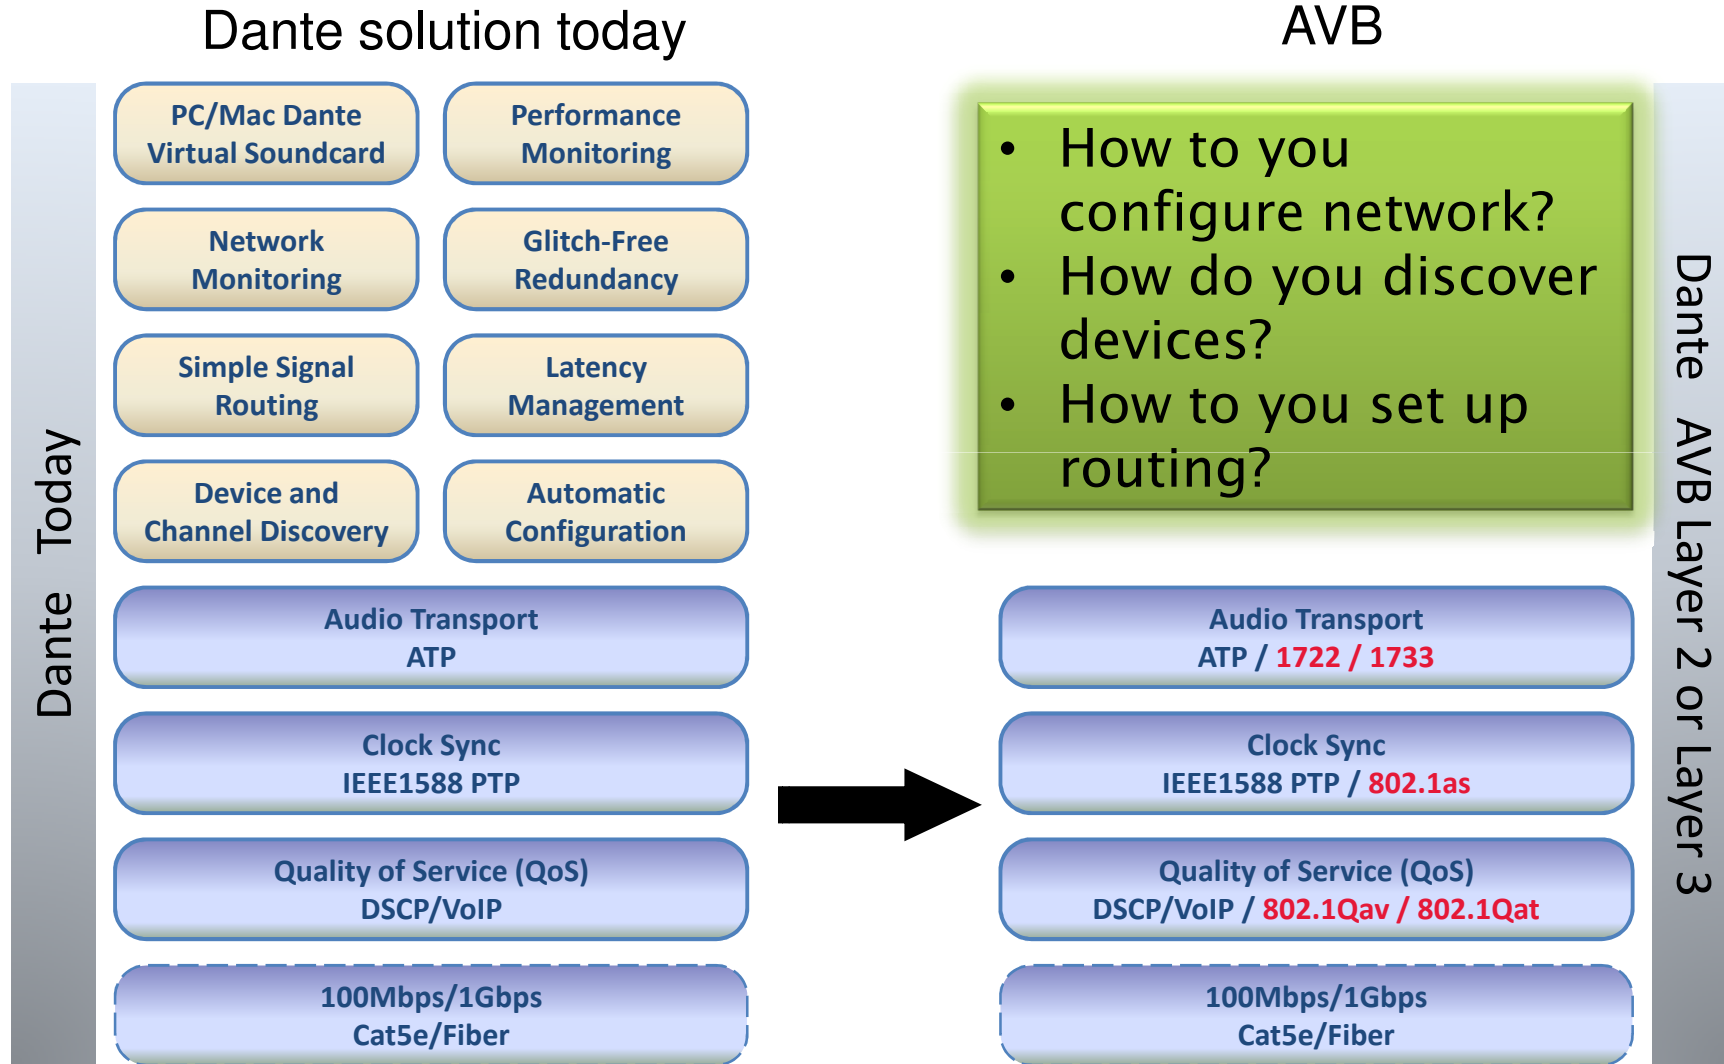 Dante solution today
AVB
Dante Today
PC/Mac Dante
Virtual Soundcard
Performance
Monitoring
Network
Monitoring
Glitch-Free
Redundancy
Simple Signal
Routing
Latency
Management
Device and
Channel Discovery
Automatic
Configuration
Audio Transport
ATP
Clock Sync
IEEE1588 PTP
Quality of Service (QoS)
DSCP/VoIP
100Mbps/1Gbps
Cat5e/Fiber
• How to you
configure network?
• How do you discover
devices?
• How to you set up
routing?
Audio Transport
ATP / 1722 / 1733
Clock Sync
IEEE1588 PTP / 802.1as
Quality of Service (QoS)
DSCP/VoIP / 802.1Qav / 802.1Qat
100Mbps/1Gbps
Cat5e/Fiber
Dante AVB Layer 2 or Layer 3